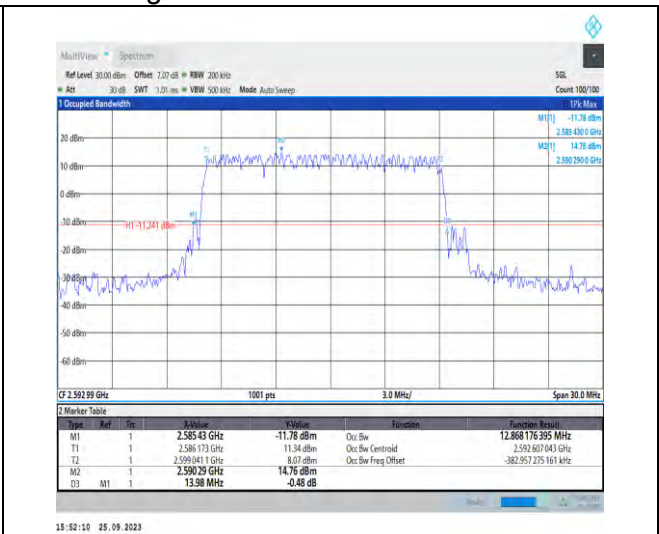 MultiView Spectrum
Ref Level 30.00 dBm Offset 7.07 dB RBW 200 kHz SGL
Att 30 dB SWT 1.01 ms VBW 500 kHz Mode Auto Sweep Count 100/100
1 Occupied Bandwidth 1Pk Max
M1[1] -11.78 dBm
2.585 430 0 GHz
M2[1] 14.76 dBm
2.590 290 0 GHz
20 dBm
T1
M2
10 dBm
T2
0 dBm
-10 dBm
M1
D3
H1 -11.241 dBm
-20 dBm
-30 dBm
-40 dBm
-50 dBm
-60 dBm
CF 2.592 99 GHz 1001 pts 3.0 MHz/ Span 30.0 MHz
2 Marker Table
Type Ref Trc X-Value Y-Value Function Function Result
M1 1 2.585 43 GHz -11.78 dBm Occ Bw 12.868 176 395 MHz
T1 1 2.586 173 GHz 11.34 dBm Occ Bw Centroid 2.592 607 043 GHz
T2 1 2.599 041 1 GHz 8.07 dBm Occ Bw Freq Offset -382.957 275 161 kHz
M2 1 2.590 29 GHz 14.76 dBm
D3 M1 1 13.98 MHz -0.48 dB
15:52:10 25.09.2023